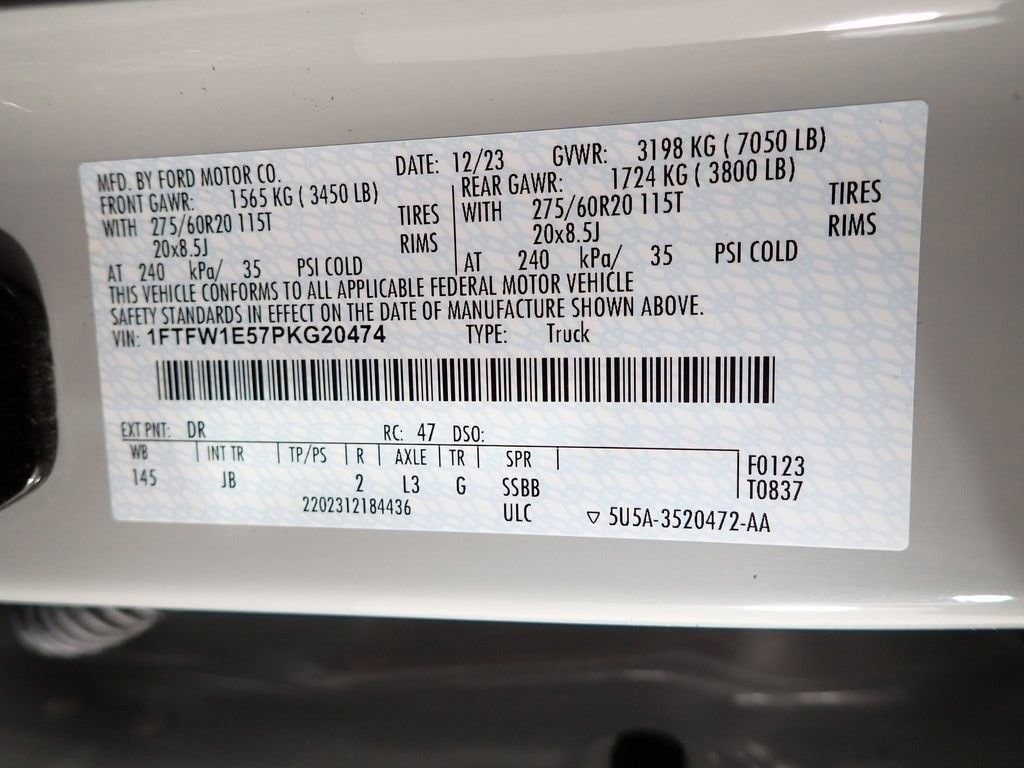 MFD. BY FORD MOTOR CO. DATE: 12/23 GVWR: 3198 KG ( 7050 LB)
FRONT GAWR: 1565 KG ( 3450 LB) REAR GAWR: 1724 KG ( 3800 LB)
WITH 275/60R20 115T TIRES WITH 275/60R20 115T TIRES
20x8.5J RIMS 20x8.5J RIMS
AT 240 kPa/ 35 PSI COLD AT 240 kPa/ 35 PSI COLD
THIS VEHICLE CONFORMS TO ALL APPLICABLE FEDERAL MOTOR VEHICLE
SAFETY STANDARDS IN EFFECT ON THE DATE OF MANUFACTURE SHOWN ABOVE.
VIN: 1FTFW1E57PKG20474 TYPE: Truck
EXT PNT: DR RC: 47 DSO:
WB INT TR TP/PS R AXLE TR SPR F0123
145 JB 2 L3 G SSBB T0837
2202312184436 ULC ▽ 5U5A-3520472-AA